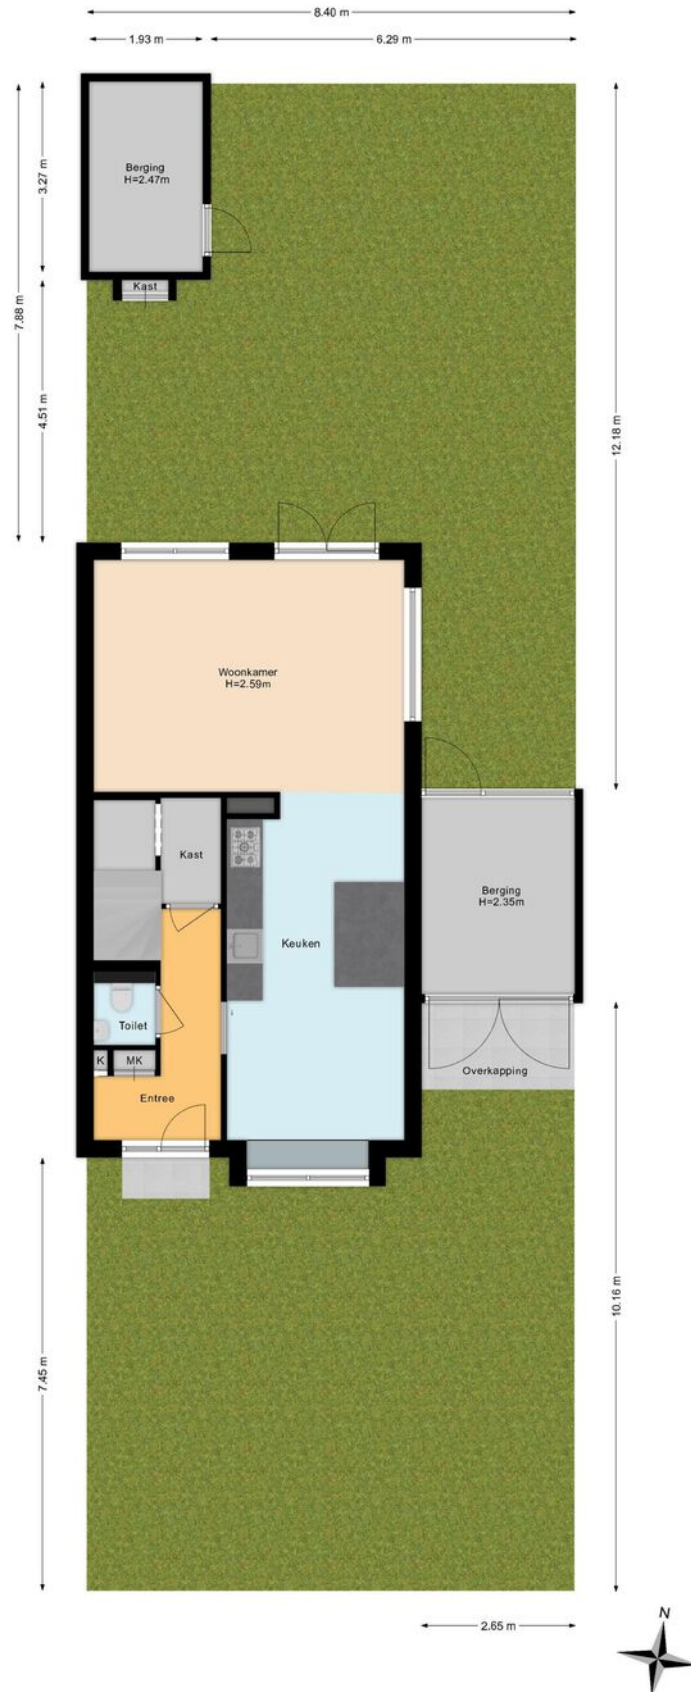 8.40 m
1.93 m
6.29 m
Berging
H=2.47m
3.27 m
Kast
7.88 m
4.51 m
12.18 m
Woonkamer
H=2.59m
Kast
Berging
H=2.35m
Keuken
Toilet
K
MK
Overkapping
Entree
10.16 m
7.45 m
2.65 m
N